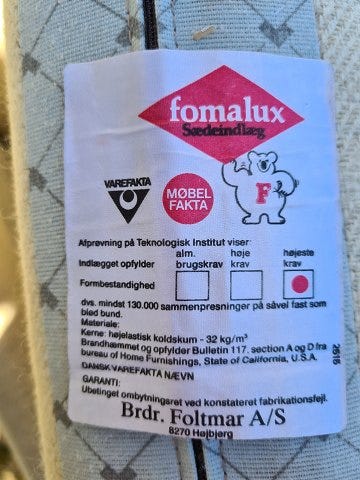 fomalux
Sædeindlæg
VAREFAKTA
MØBEL
FAKTA
F
Afprøvning på Teknologisk Institut viser:
alm. høje højeste
Indlægget opfylder brugskrav krav krav
Formbestandighed
dvs. mindst 130.000 sammenpresninger på såvel fast som
blød bund.
Materiale:
Kerne: højelastisk koldskum - 32 kg/m³
Brandhæmmet og opfylder Bulletin 117, section A og D fra
bureau of Home Furnishings, State of California, U.S.A.
DANSK VAREFAKTA NÆVN
GARANTI:
Ubetinget ombytningsret ved konstateret fabrikationsfejl.
Brdr. Foltmar A/S
8270 Højbjerg
2618